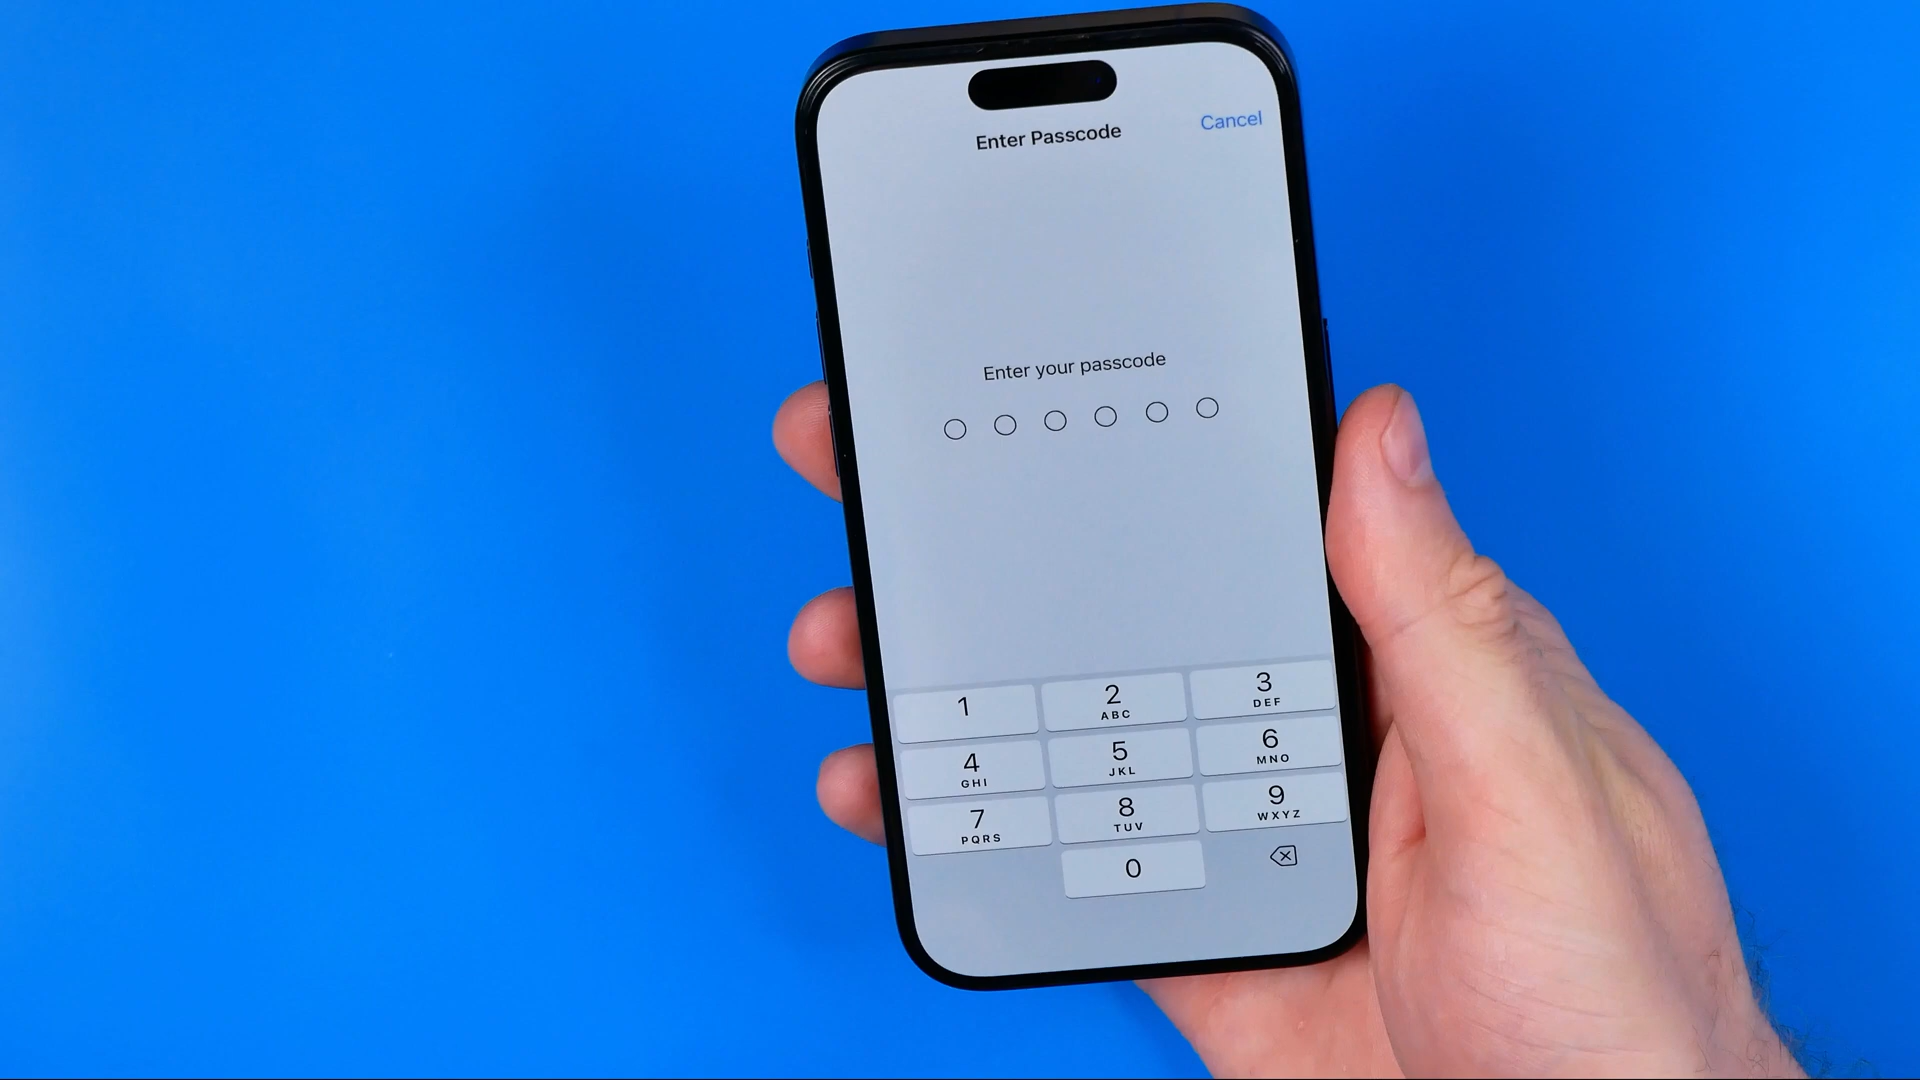 Enter Passcode
Cancel
Enter your passcode
1
2
ABC
3
DEF
4
GHI
5
JKL
6
MNO
7
PQRS
8
TUV
9
WXYZ
0